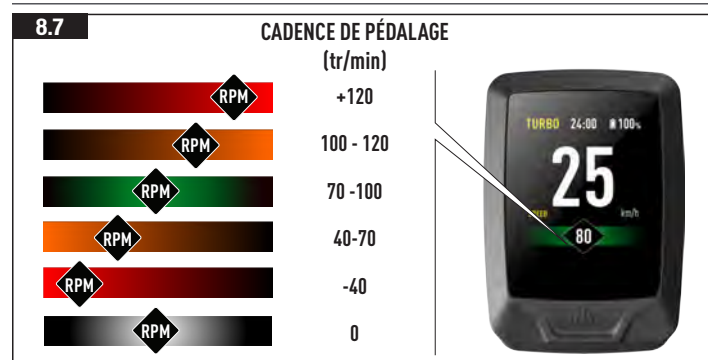 8.7
CADENCE DE PÉDALAGE
(tr/min)
RPM +120
RPM 100 - 120
RPM 70 -100
RPM 40-70
RPM -40
RPM 0
TURBO 24:00 100%
25
SPEED km/h
80